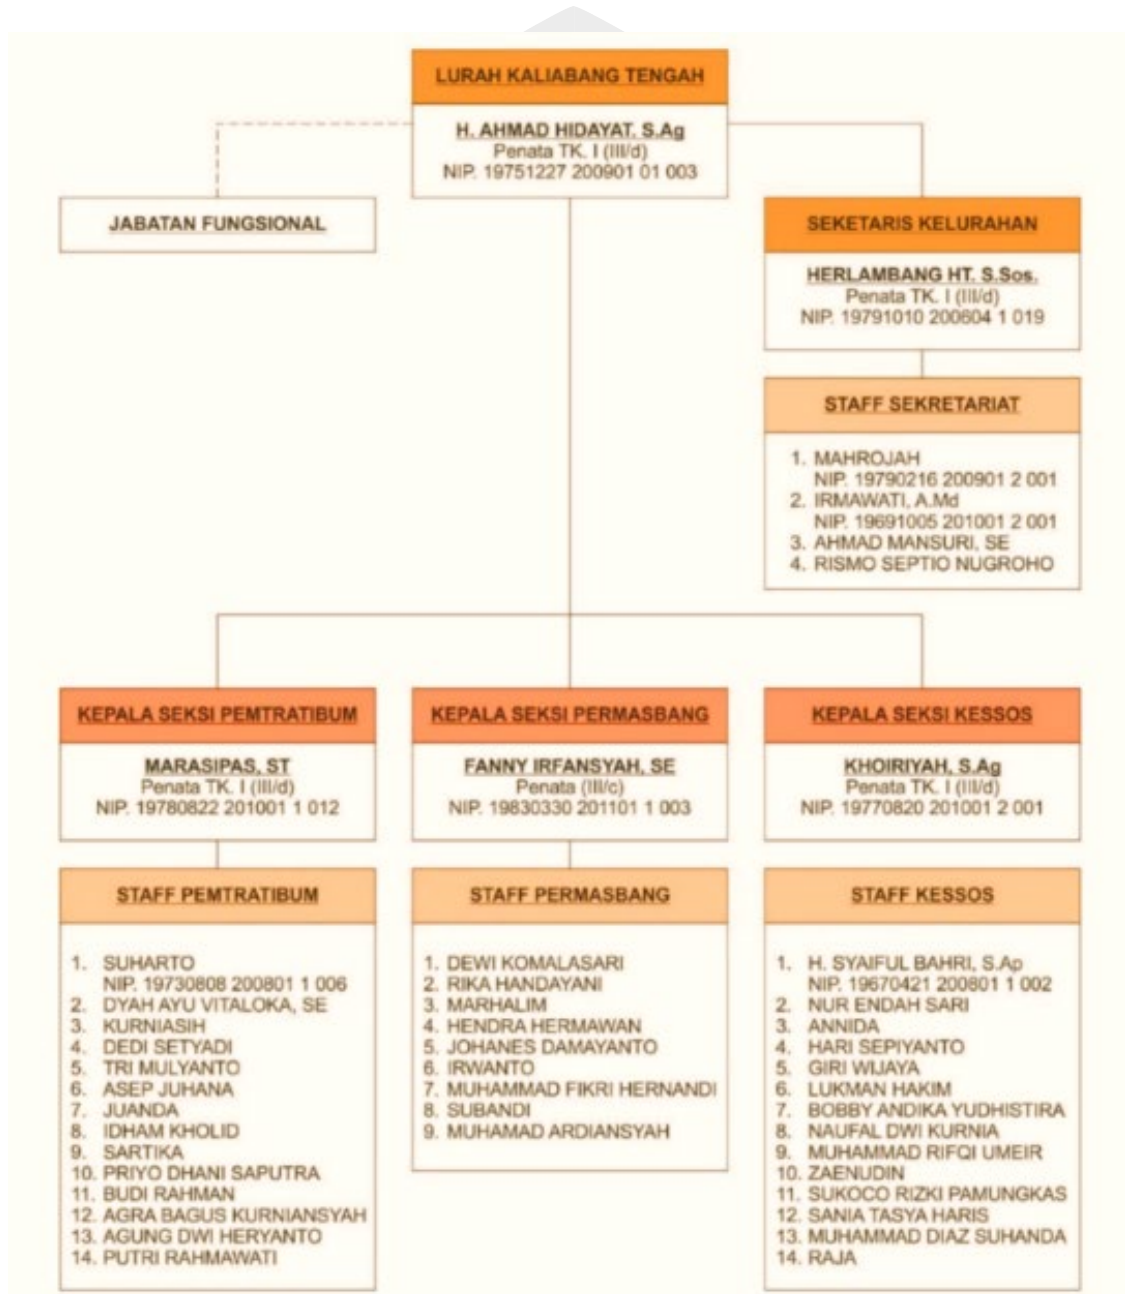 LURAH KALIABANG TENGAH
H. AHMAD HIDAYAT, S.Ag
Penata TK. I (III/d)
NIP. 19751227 200901 01 003
JABATAN FUNGSIONAL
SEKETARIS KELURAHAN
HERLAMBANG HT. S.Sos.
Penata TK. I (III/d)
NIP. 19791010 200604 1 019
STAFF SEKRETARIAT
1. MAHROJAH
NIP. 19790216 200901 2 001
2. IRMAWATI, A.Md
NIP. 19691005 201001 2 001
3. AHMAD MANSURI, SE
4. RISMO SEPTIO NUGROHO
KEPALA SEKSI PEMTRATIBUM
MARASIPAS, ST
Penata TK. I (III/d)
NIP. 19780822 201001 1 012
KEPALA SEKSI PERMASBANG
FANNY IRFANSYAH, SE
Penata (III/c)
NIP. 19830330 201101 1 003
KEPALA SEKSI KESSOS
KHOIRIYAH, S.Ag
Penata TK. I (III/d)
NIP. 19770820 201001 2 001
STAFF PEMTRATIBUM
1. SUHARTO
NIP. 19730808 200801 1 006
2. DYAH AYU VITALOKA, SE
3. KURNIASIH
4. DEDI SETYADI
5. TRI MULYANTO
6. ASEP JUHANA
7. JUANDA
8. IDHAM KHOLID
9. SARTIKA
10. PRIYO DHANI SAPUTRA
11. BUDI RAHMAN
12. AGRA BAGUS KURNIANSYAH
13. AGUNG DWI HERYANTO
14. PUTRI RAHMAWATI
STAFF PERMASBANG
1. DEWI KOMALASARI
2. RIKA HANDAYANI
3. MARHALIM
4. HENDRA HERMAWAN
5. JOHANES DAMAYANTO
6. IRWANTO
7. MUHAMMAD FIKRI HERNANDI
8. SUBANDI
9. MUHAMAD ARDIANSYAH
STAFF KESSOS
1. H. SYAIFUL BAHRI, S.Ap
NIP. 19670421 200801 1 002
2. NUR ENDAH SARI
3. ANNIDA
4. HARI SEPIYANTO
5. GIRI WIJAYA
6. LUKMAN HAKIM
7. BOBBY ANDIKA YUDHISTIRA
8. NAUFAL DWI KURNIA
9. MUHAMMAD RIFQI UMEIR
10. ZAENUDIN
11. SUKOCO RIZKI PAMUNGKAS
12. SANIA TASYA HARIS
13. MUHAMMAD DIAZ SUHANDA
14. RAJA